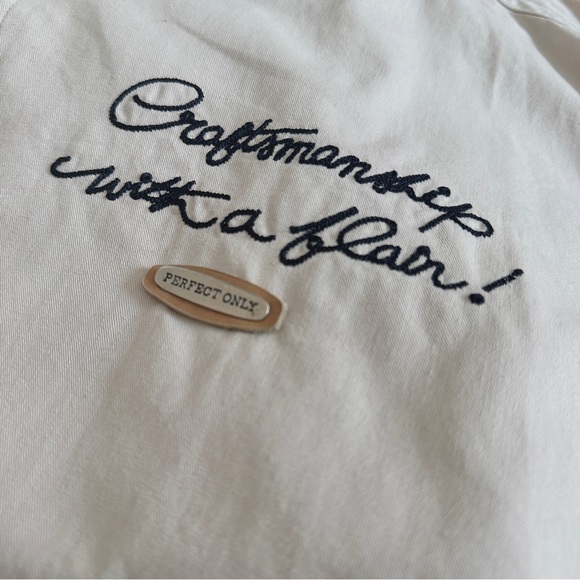 Craftsmanship
with a flair!
PERFECT ONLY